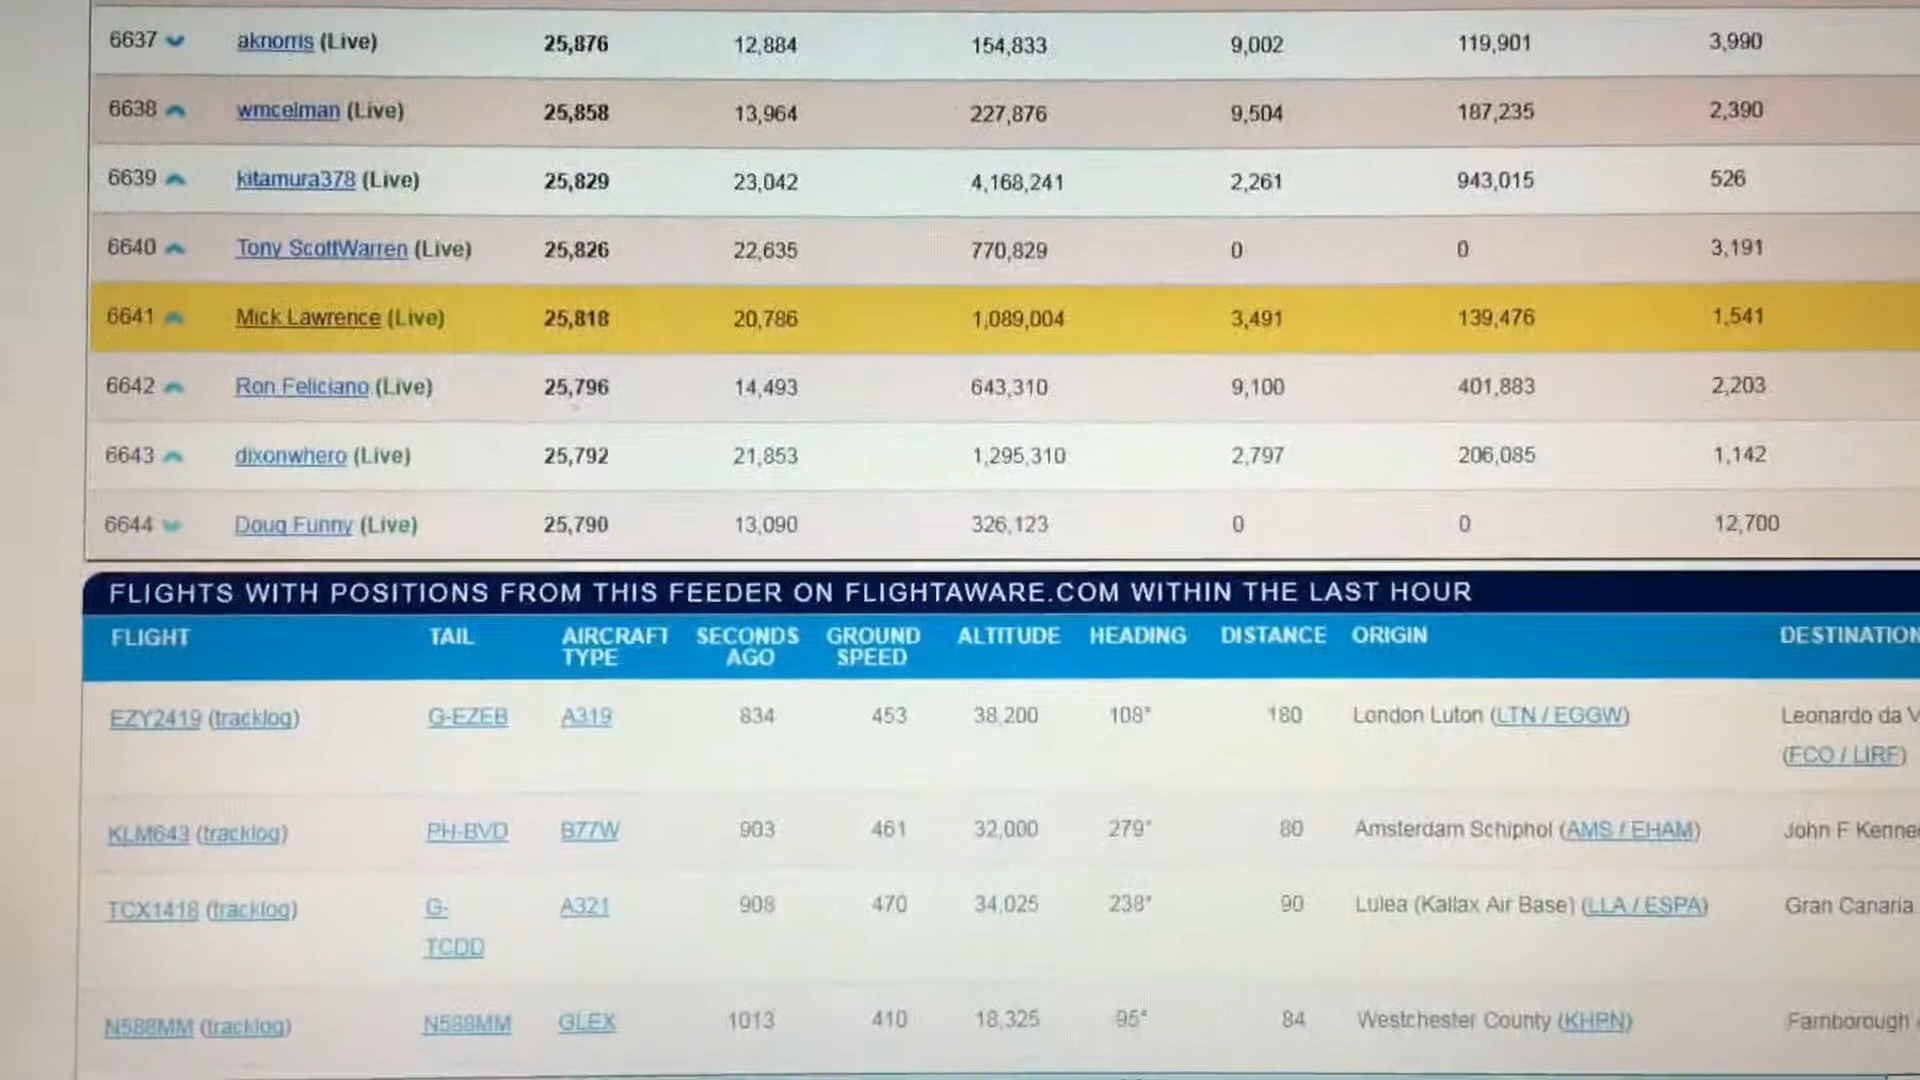 6637 aknorris (Live) 25,876 12,884 154,833 9,002 119,901 3,990
6638 wmcelman (Live) 25,858 13,964 227,876 9,504 187,235 2,390
6639 kitamura378 (Live) 25,829 23,042 4,168,241 2,261 943,015 526
6640 Tony ScottWarren (Live) 25,826 22,635 770,829 0 0 3,191
6641 Mick Lawrence (Live) 25,818 20,786 1,089,004 3,491 139,476 1,541
6642 Ron Feliciano (Live) 25,796 14,493 643,310 9,100 401,883 2,203
6643 dixonwhero (Live) 25,792 21,853 1,295,310 2,797 206,085 1,142
6644 Doug Funny (Live) 25,790 13,090 326,123 0 0 12,700
FLIGHTS WITH POSITIONS FROM THIS FEEDER ON FLIGHTAWARE.COM WITHIN THE LAST HOUR
FLIGHT TAIL AIRCRAFT SECONDS GROUND ALTITUDE HEADING DISTANCE ORIGIN DESTINATION
TYPE AGO SPEED
EZY2419 (tracklog) G-EZEB A319 834 453 38,200 108° 180 London Luton (LTN / EGGW) Leonardo da V
(FCO / LIRF)
KLM643 (tracklog) PH-BVD B77W 903 461 32,000 279° 80 Amsterdam Schiphol (AMS / EHAM) John F Kenne
TCX1418 (tracklog) G- A321 908 470 34,025 238° 90 Lulea (Kallax Air Base) (LLA / ESPA) Gran Canaria
TCDD
N588MM (tracklog) N588MM GLEX 1013 410 18,325 95° 84 Westchester County (KHPN) Farnborough